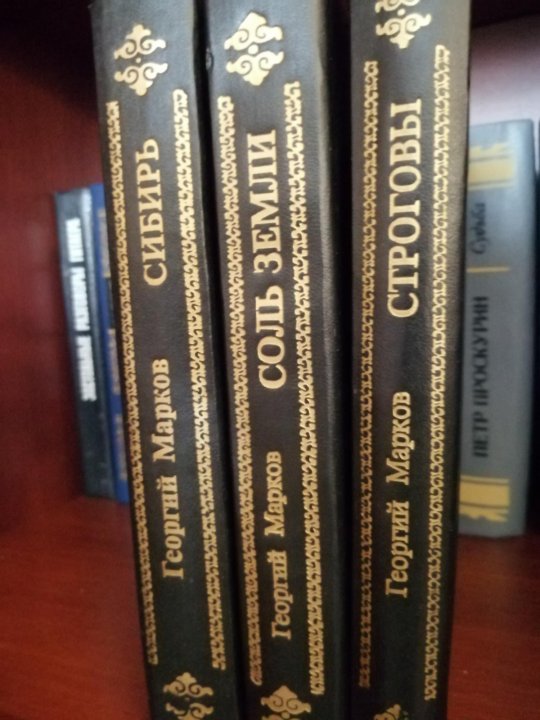 Георгий Марков СИБИРЬ
Георгий Марков СОЛЬ ЗЕМЛИ
Георгий Марков СТРОГОВЫ
ПЕТР ПРОСКУРИН Судьба